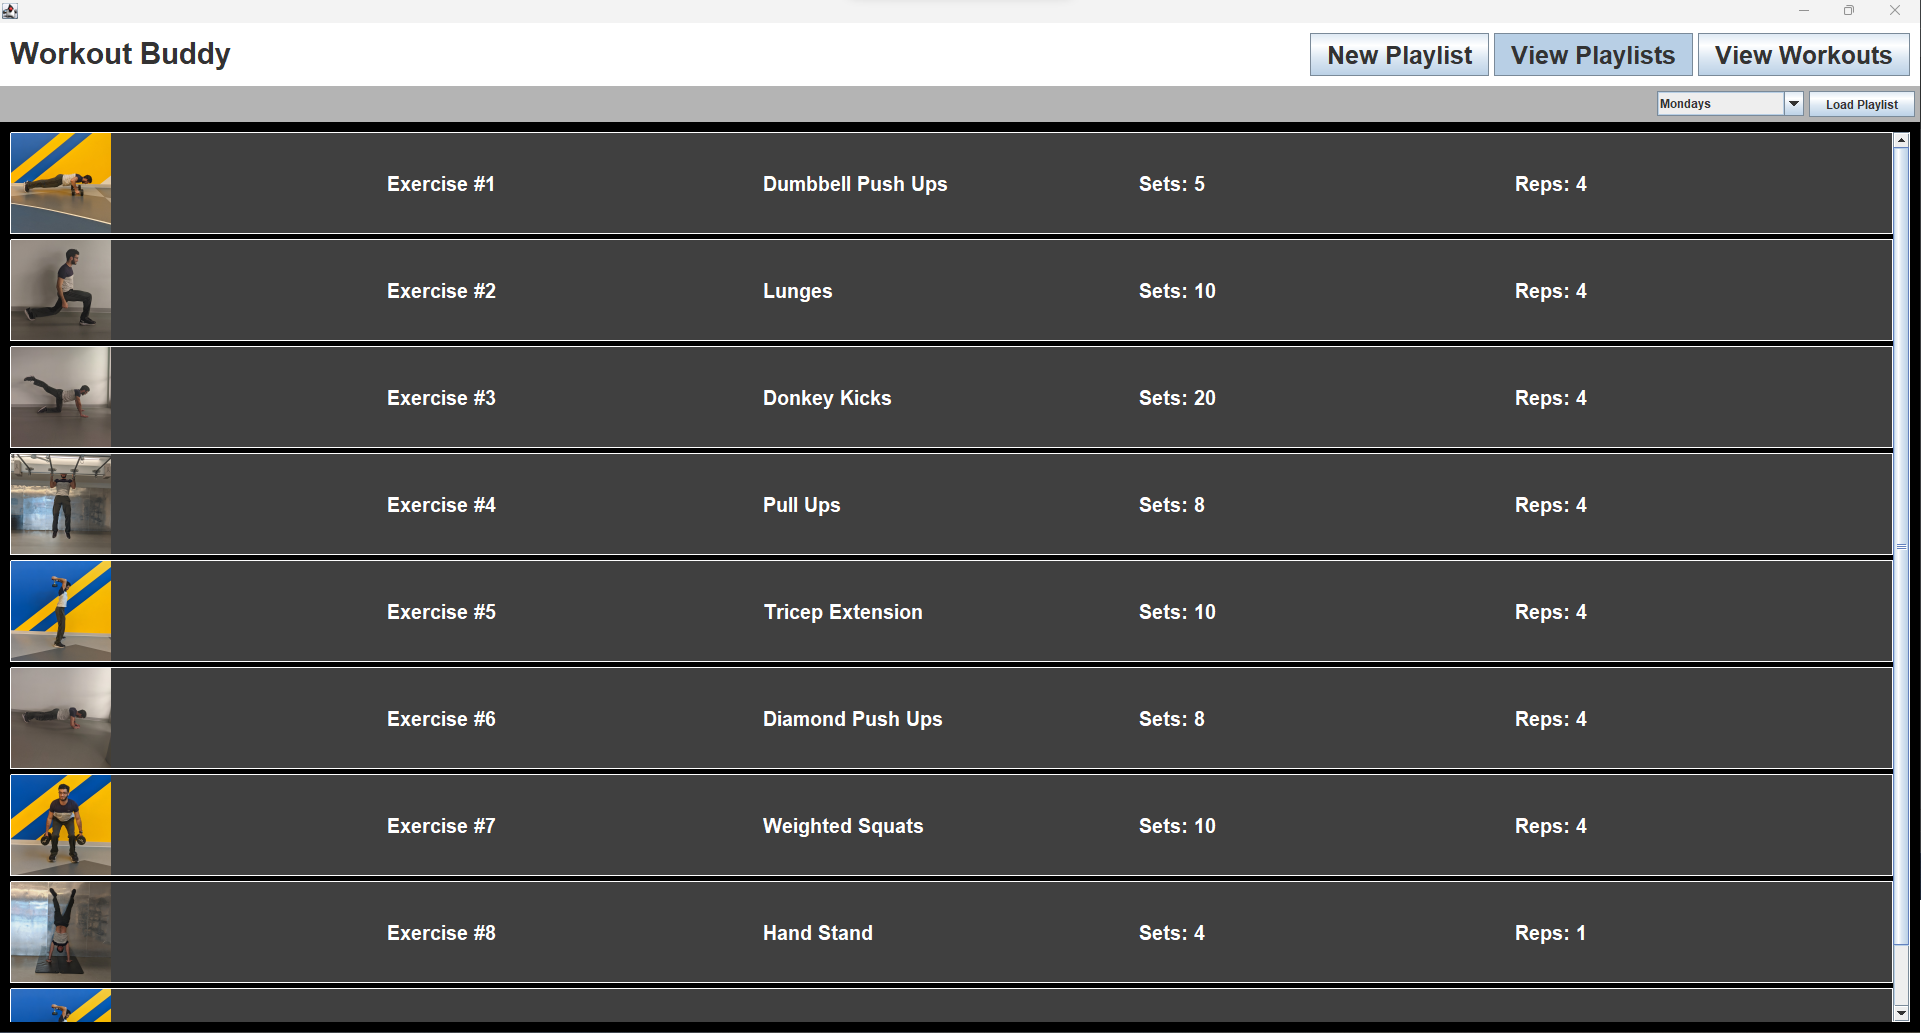 Workout Buddy
New Playlist
View Playlists
View Workouts
Mondays
Load Playlist
Exercise #1 Dumbbell Push Ups Sets: 5 Reps: 4
Exercise #2 Lunges Sets: 10 Reps: 4
Exercise #3 Donkey Kicks Sets: 20 Reps: 4
Exercise #4 Pull Ups Sets: 8 Reps: 4
Exercise #5 Tricep Extension Sets: 10 Reps: 4
Exercise #6 Diamond Push Ups Sets: 8 Reps: 4
Exercise #7 Weighted Squats Sets: 10 Reps: 4
Exercise #8 Hand Stand Sets: 4 Reps: 1